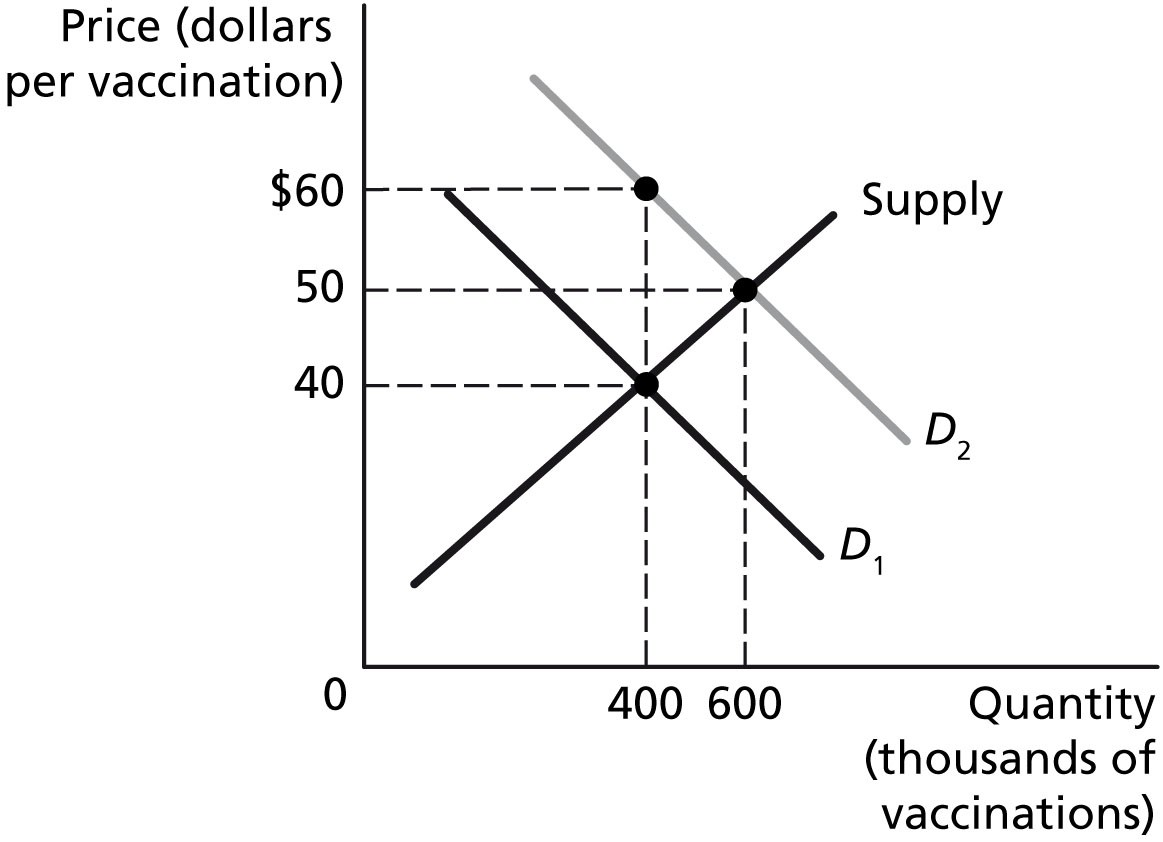 Price (dollars
per vaccination)
$60
Supply
50
40
D2
D1
0
400
600
Quantity
(thousands of
vaccinations)